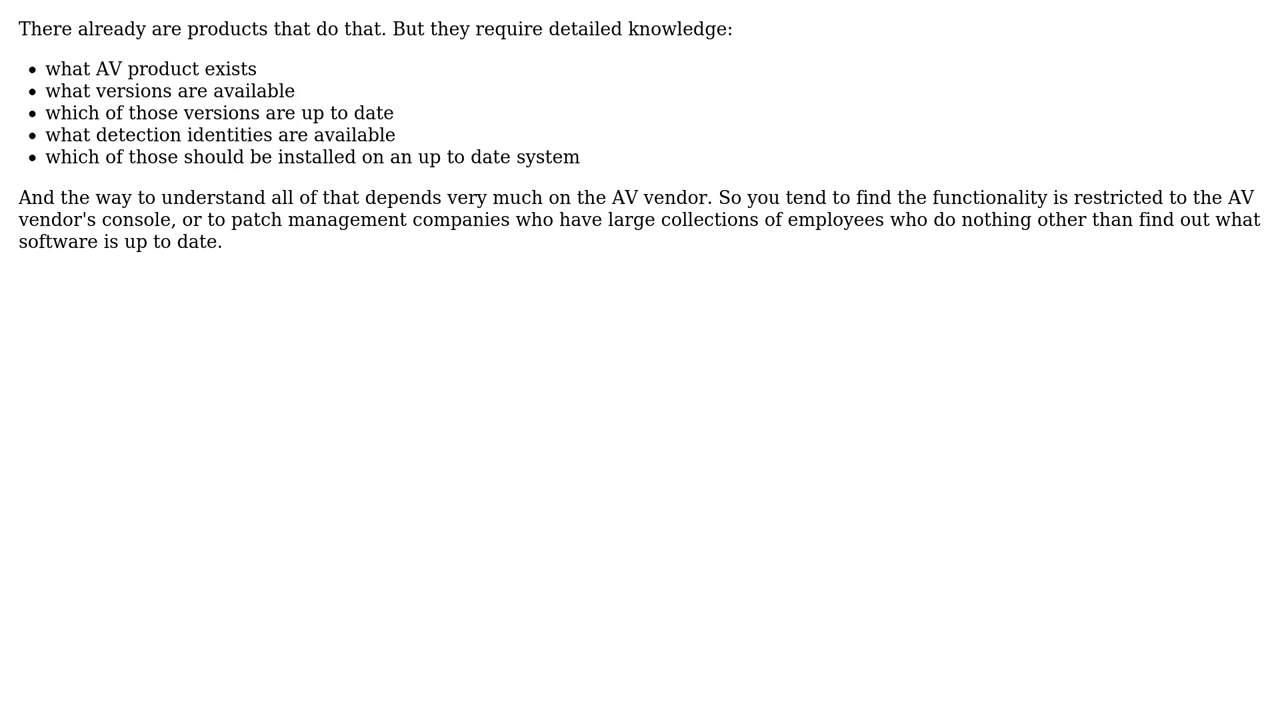 There already are products that do that. But they require detailed knowledge:
• what AV product exists
• what versions are available
• which of those versions are up to date
• what detection identities are available
• which of those should be installed on an up to date system
And the way to understand all of that depends very much on the AV vendor. So you tend to find the functionality is restricted to the AV
vendor's console, or to patch management companies who have large collections of employees who do nothing other than find out what
software is up to date.